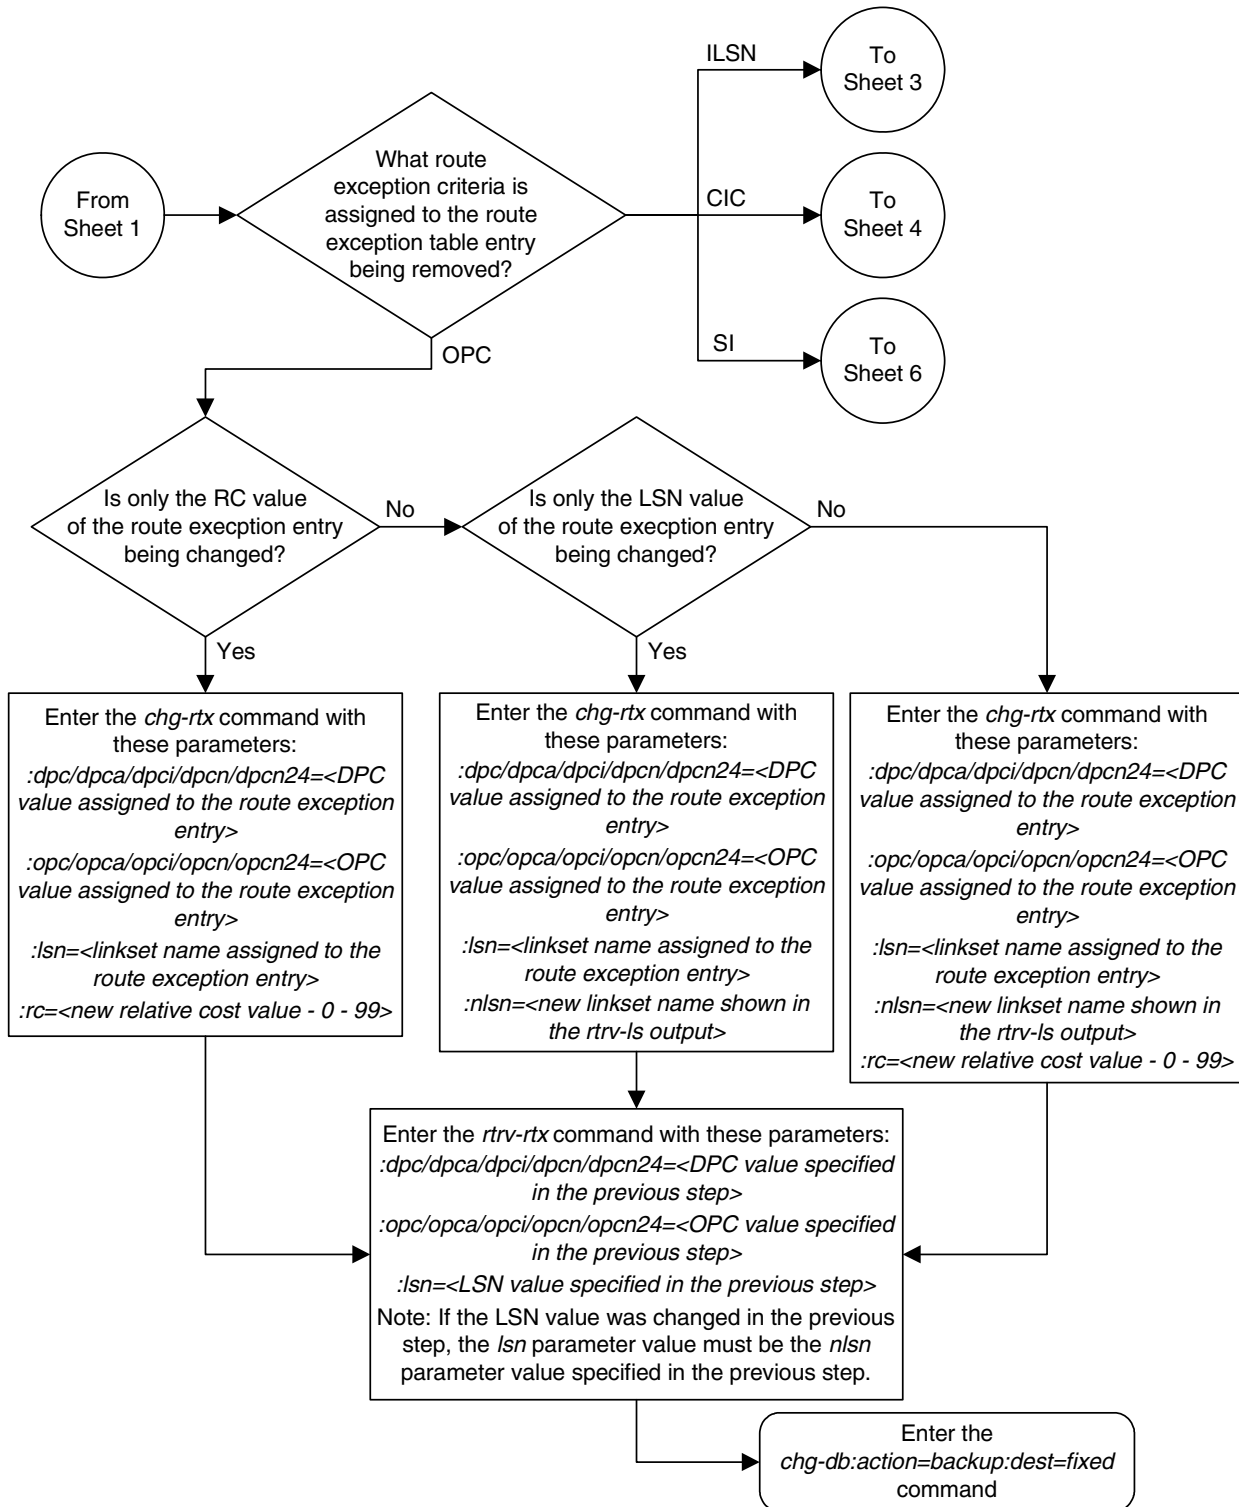 From
Sheet 1
What route
exception criteria is
assigned to the route
exception table entry
being removed?
ILSN
To
Sheet 3
CIC
To
Sheet 4
SI
To
Sheet 6
OPC
Is only the RC value
of the route execption entry
being changed?
No
Is only the LSN value
of the route execption entry
being changed?
No
Yes
Yes
Enter the chg-rtx command with
these parameters:
:dpc/dpca/dpci/dpcn/dpcn24=<DPC
value assigned to the route exception
entry>
:opc/opca/opci/opcn/opcn24=<OPC
value assigned to the route exception
entry>
:lsn=<linkset name assigned to the
route exception entry>
:rc=<new relative cost value - 0 - 99>
Enter the chg-rtx command with
these parameters:
:dpc/dpca/dpci/dpcn/dpcn24=<DPC
value assigned to the route exception
entry>
:opc/opca/opci/opcn/opcn24=<OPC
value assigned to the route exception
entry>
:lsn=<linkset name assigned to the
route exception entry>
:nlsn=<new linkset name shown in
the rtrv-ls output>
Enter the chg-rtx command with
these parameters:
:dpc/dpca/dpci/dpcn/dpcn24=<DPC
value assigned to the route exception
entry>
:opc/opca/opci/opcn/opcn24=<OPC
value assigned to the route exception
entry>
:lsn=<linkset name assigned to the
route exception entry>
:nlsn=<new linkset name shown in
the rtrv-ls output>
:rc=<new relative cost value - 0 - 99>
Enter the rtrv-rtx command with these parameters:
:dpc/dpca/dpci/dpcn/dpcn24=<DPC value specified
in the previous step>
:opc/opca/opci/opcn/opcn24=<OPC value specified
in the previous step>
:lsn=<LSN value specified in the previous step>
Note: If the LSN value was changed in the previous
step, the lsn parameter value must be the nlsn
parameter value specified in the previous step.
Enter the
chg-db:action=backup:dest=fixed
command